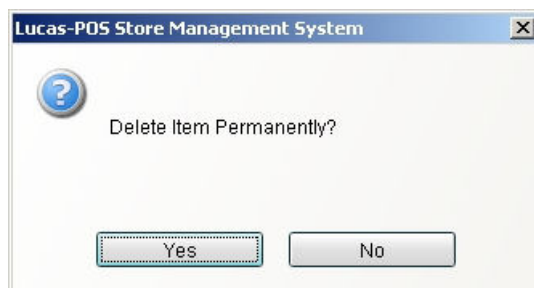 Lucas-POS Store Management System
Delete Item Permanently?
Yes
No